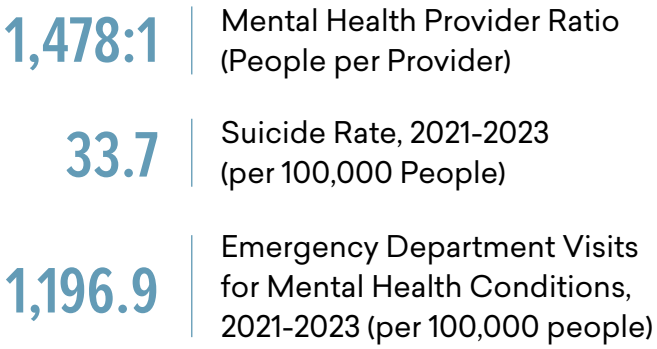 1,478:1
Mental Health Provider Ratio
(People per Provider)
33.7
Suicide Rate, 2021-2023
(per 100,000 People)
1,196.9
Emergency Department Visits
for Mental Health Conditions,
2021-2023 (per 100,000 people)